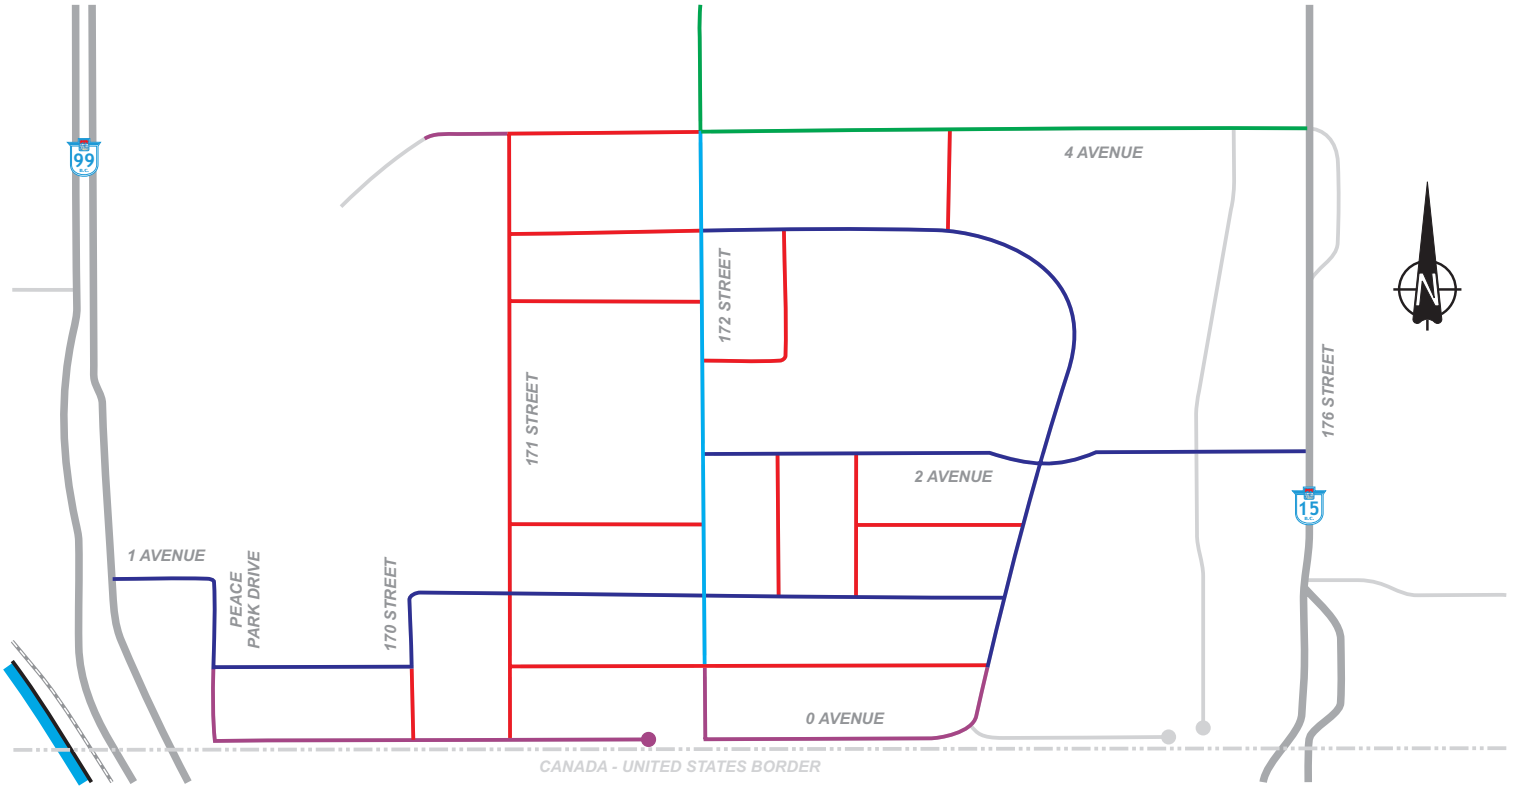 99
B.C.
4 AVENUE
172 STREET
N
171 STREET
176 STREET
2 AVENUE
15
B.C.
1 AVENUE
PEACE
PARK DRIVE
170 STREET
0 AVENUE
CANADA - UNITED STATES BORDER